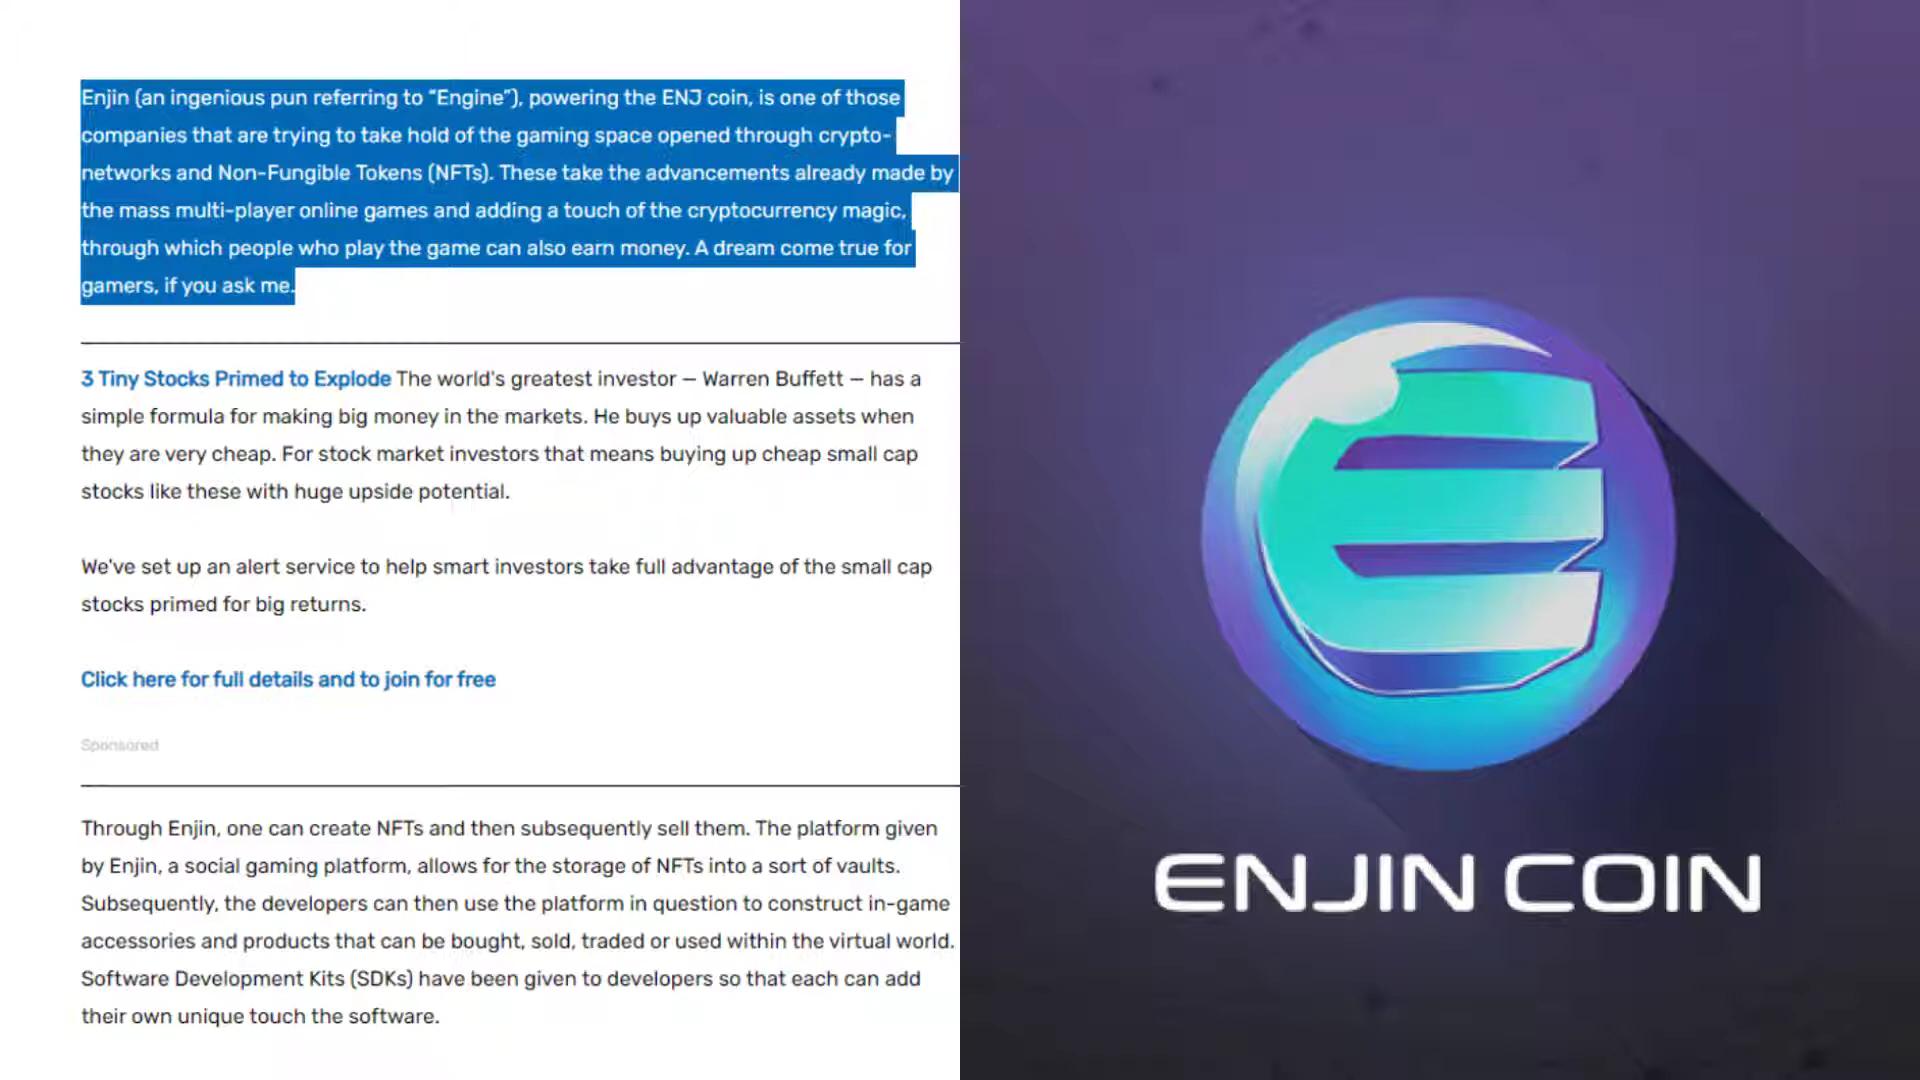 Enjin (an ingenious pun referring to “Engine”), powering the ENJ coin, is one of those
companies that are trying to take hold of the gaming space opened through crypto-
networks and Non-Fungible Tokens (NFTs). These take the advancements already made by
the mass multi-player online games and adding a touch of the cryptocurrency magic,
through which people who play the game can also earn money. A dream come true for
gamers, if you ask me.
3 Tiny Stocks Primed to Explode The world's greatest investor — Warren Buffett — has a
simple formula for making big money in the markets. He buys up valuable assets when
they are very cheap. For stock market investors that means buying up cheap small cap
stocks like these with huge upside potential.
We've set up an alert service to help smart investors take full advantage of the small cap
stocks primed for big returns.
Click here for full details and to join for free
Sponsored
Through Enjin, one can create NFTs and then subsequently sell them. The platform given
by Enjin, a social gaming platform, allows for the storage of NFTs into a sort of vaults.
Subsequently, the developers can then use the platform in question to construct in-game
accessories and products that can be bought, sold, traded or used within the virtual world.
Software Development Kits (SDKs) have been given to developers so that each can add
their own unique touch the software.
ENJIN COIN